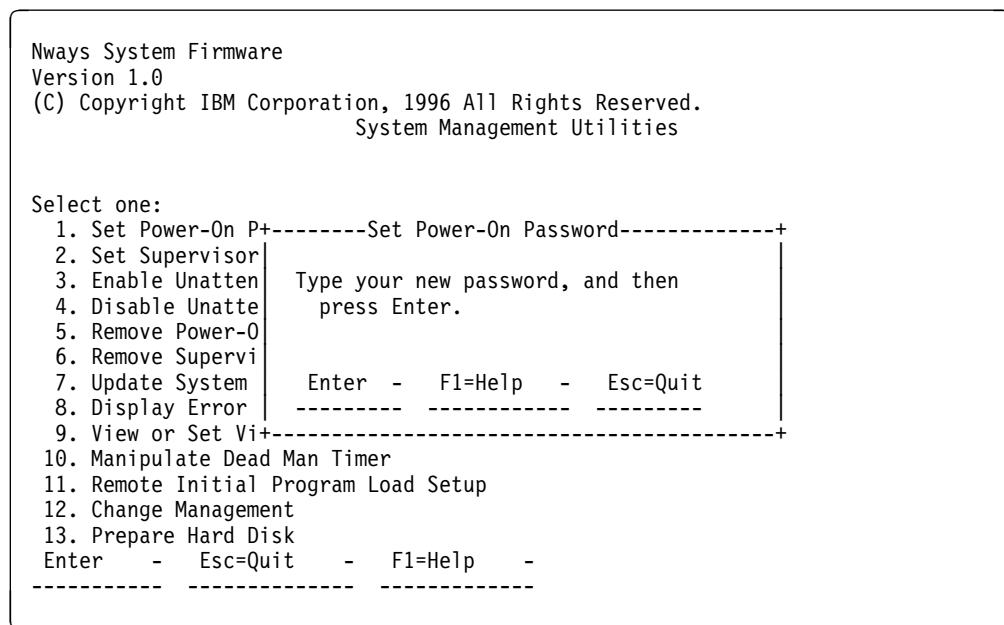 Nways System Firmware
Version 1.0
(C) Copyright IBM Corporation, 1996 All Rights Reserved.
System Management Utilities
Select one:
1. Set Power-On P+--------Set Power-On Password-------------+
2. Set Supervisor|                                           |
3. Enable Unatten|  Type your new password, and then         |
4. Disable Unatte|    press Enter.                           |
5. Remove Power-O|                                           |
6. Remove Supervi|                                           |
7. Update System |   Enter  -   F1=Help   -   Esc=Quit       |
8. Display Error |  ---------  ------------  ---------       |
9. View or Set Vi+------------------------------------------+
10. Manipulate Dead Man Timer
11. Remote Initial Program Load Setup
12. Change Management
13. Prepare Hard Disk
Enter    -   Esc=Quit    -   F1=Help    -
-----------  --------------  -------------